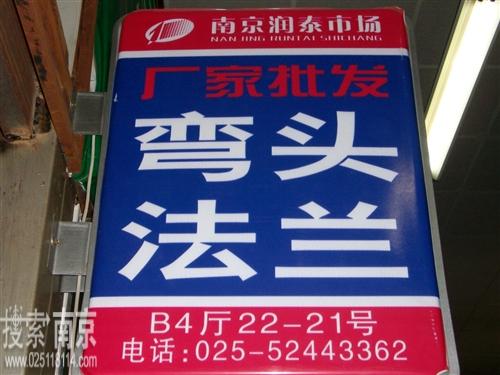 南京润泰市场
NAN JING RUNTAI SHICHANG
厂家批发
弯头
法兰
B4厅22-21号
电话:025-52443362
搜索南京
www.025118114.com